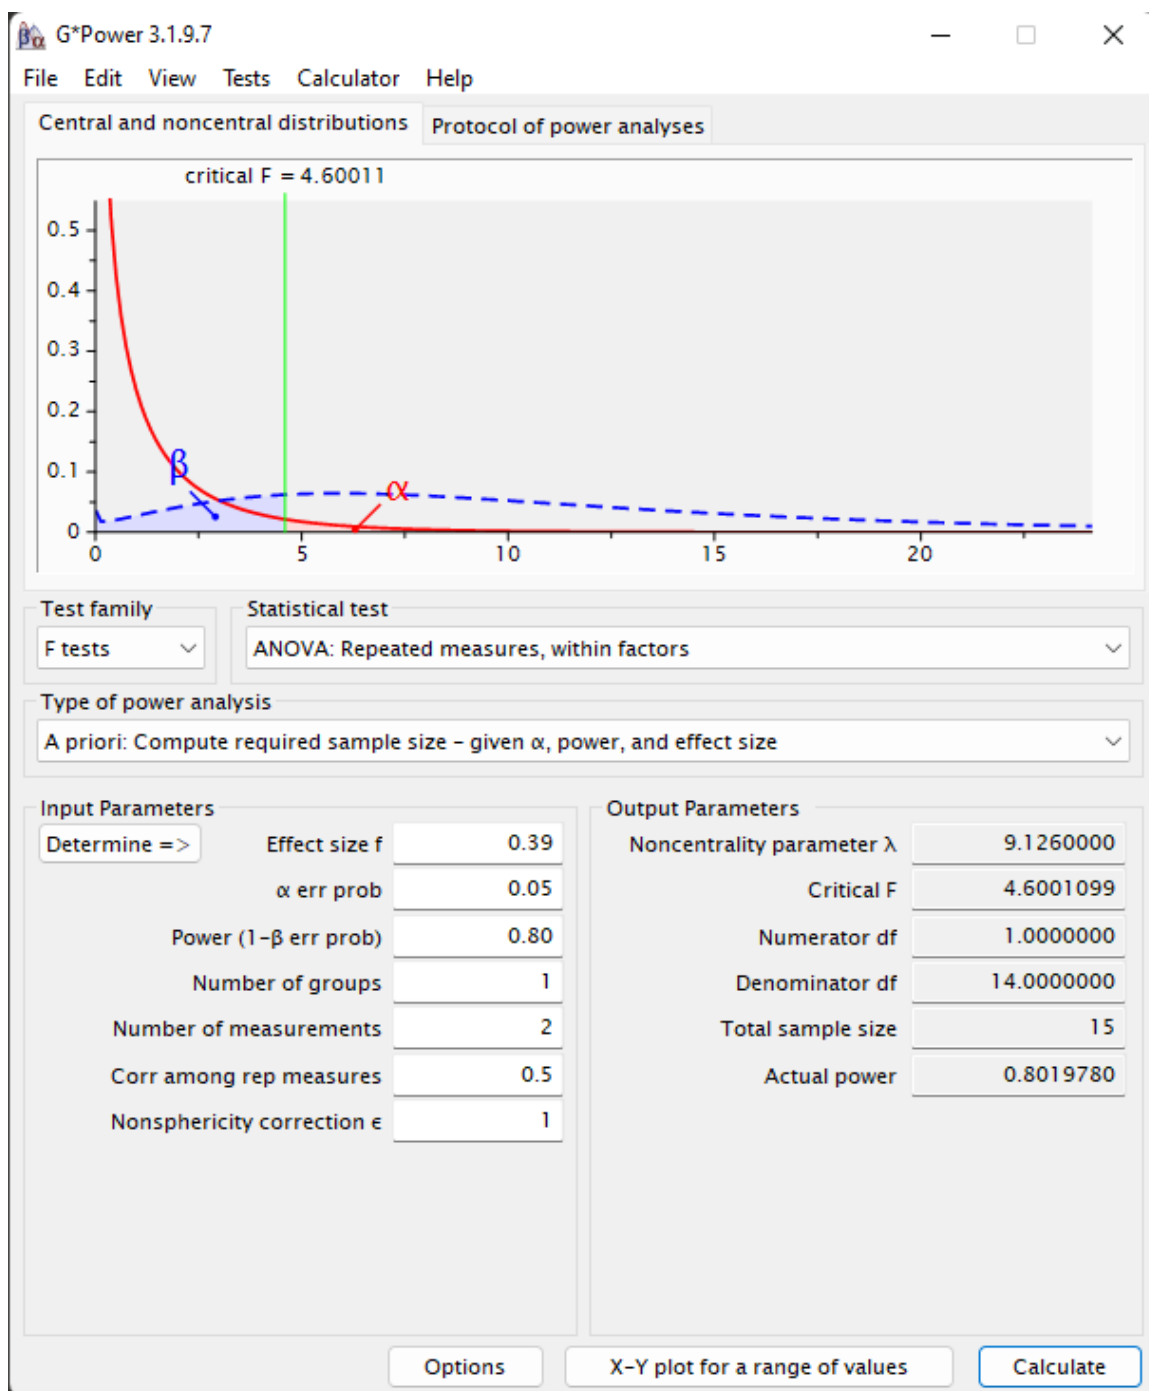 G*Power 3.1.9.7
File Edit View Tests Calculator Help
Central and noncentral distributions Protocol of power analyses
critical F = 4.60011
0.5
0.4
0.3
0.2
0.1
0
β
α
0 5 10 15 20
Test family Statistical test
F tests ANOVA: Repeated measures, within factors
Type of power analysis
A priori: Compute required sample size - given α, power, and effect size
Input Parameters Output Parameters
Determine => Effect size f 0.39 Noncentrality parameter λ 9.1260000
α err prob 0.05 Critical F 4.6001099
Power (1-β err prob) 0.80 Numerator df 1.0000000
Number of groups 1 Denominator df 14.0000000
Number of measurements 2 Total sample size 15
Corr among rep measures 0.5 Actual power 0.8019780
Nonsphericity correction ϵ 1
Options X-Y plot for a range of values Calculate